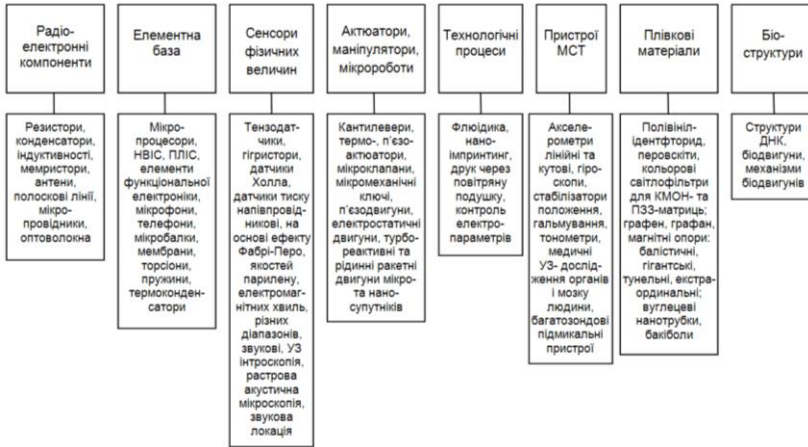 Радіо-
електронні
компоненти
Резистори,
конденсатори,
індуктивності,
мемристори,
антени,
полоскові лінії,
мікро-
провідники,
оптоволокна
Елементна
база
Мікро-
процесори,
НВІС, ПЛІС,
елементи
функціональної
електроніки,
мікрофони,
телефони,
мікробалки,
мембрани,
торсіони,
пружини,
термоконден-
сатори
Сенсори
фізичних
величин
Тензодат-
чики,
гігристори,
датчики
Холла,
датчики тиску
напівпровід-
никові, на
основі ефекту
Фабрі-Перо,
якостей
парилену,
електромаг-
нітних хвиль,
різних
діапазонів,
звукові, УЗ
інтроскопія,
растрова
акустична
мікроскопія,
звукова
локація
Актюатори,
маніпулятори,
мікророботи
Кантилевери,
термо-, п'єзо-
актюатори,
мікроклапани,
мікромеханічні
ключі,
п'єзодвигуни,
електростатичні
двигуни, турбо-
реактивні та
рідинні ракетні
двигуни мікро-
та нано-
супутніків
Технологічні
процеси
Флюїдика,
нано-
імпринтинг,
друк через
повітряну
подушку,
контроль
електро-
параметрів
Пристрої
МСТ
Акселе-
рометри
лінійні та
кутові, гіро-
скопи,
стабілізатори
положення,
гальмування,
тонометри,
медичні
УЗ- дослід-
ження органів
і мозку
людини,
багатозондові
підмикальні
пристрої
Плівкові
матеріали
Полівініл-
ідентфторид,
перовскіти,
кольорові
світлофільтри
для КМОН- та
ПЗЗ-матриць;
графен, графан,
магнітні опори:
балістичні,
гігантські,
тунельні, екстра-
ординальні;
вуглецеві
нанотрубки,
бакіболи
Біо-
структури
Структури
ДНК,
біодвигуни,
механізми
біодвигунів